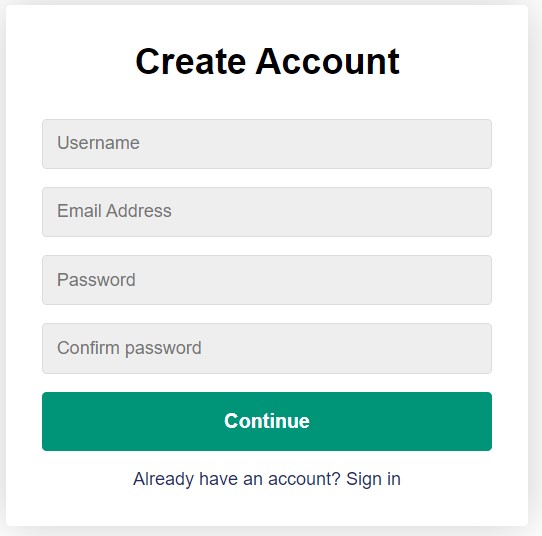 Create Account
Username
Email Address
Password
Confirm password
Continue
Already have an account? Sign in